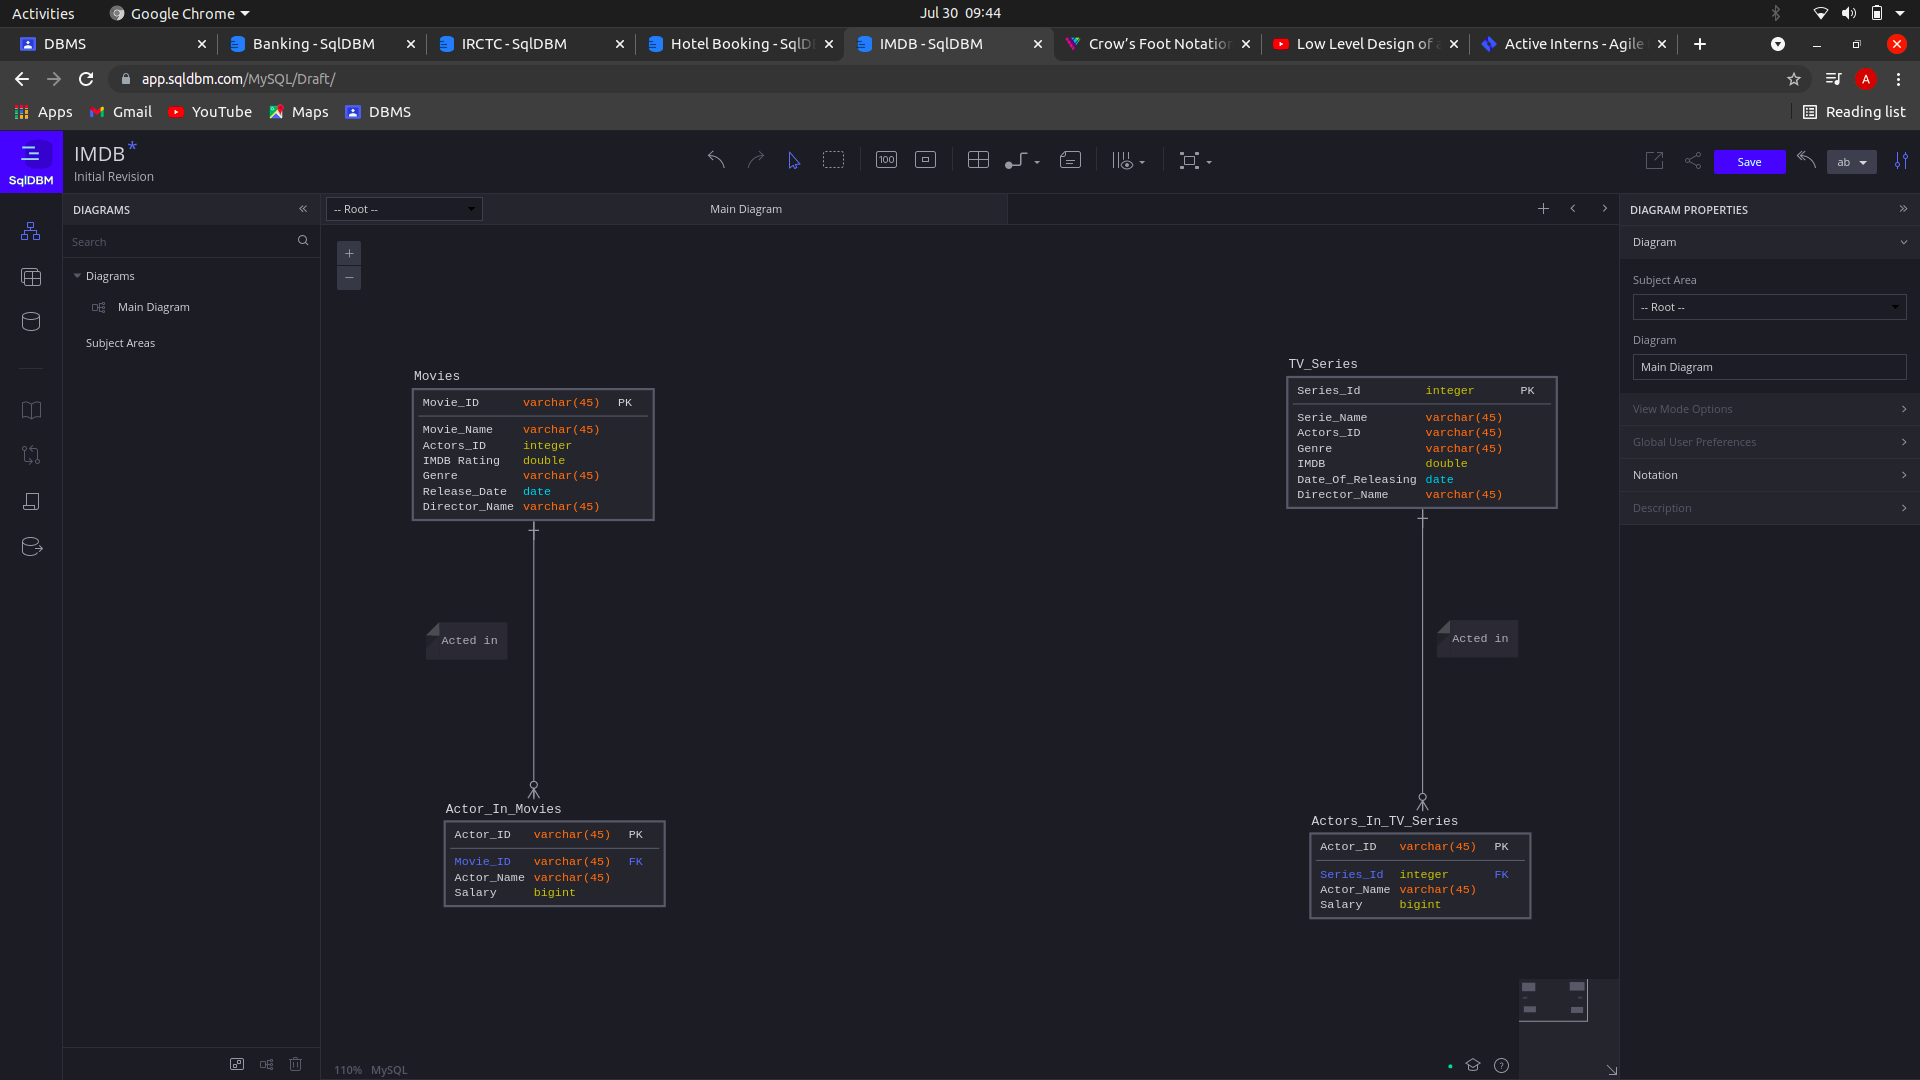 Activities
Google Chrome
Jul 30 09:44
DBMS
Banking - SqlDBM
IRCTC - SqlDBM
Hotel Booking - SqlD
IMDB - SqlDBM
Crow's Foot Notation
Low Level Design of a
Active Interns - Agile
app.sqldbm.com/MySQL/Draft/
A
Apps
Gmail
YouTube
Maps
DBMS
Reading list
SqlDBM
IMDB*
Initial Revision
100
Save
ab
DIAGRAMS
-- Root --
Main Diagram
DIAGRAM PROPERTIES
Search
Diagrams
Main Diagram
Subject Areas
Diagram
Subject Area
-- Root --
Diagram
Main Diagram
View Mode Options
Global User Preferences
Notation
Description
Movies
Movie_ID varchar(45) PK
Movie_Name varchar(45)
Actors_ID integer
IMDB Rating double
Genre varchar(45)
Release_Date date
Director_Name varchar(45)
TV_Series
Series_Id integer PK
Serie_Name varchar(45)
Actors_ID varchar(45)
Genre varchar(45)
IMDB double
Date_Of_Releasing date
Director_Name varchar(45)
Acted in
Acted in
Actor_In_Movies
Actor_ID varchar(45) PK
Movie_ID varchar(45) FK
Actor_Name varchar(45)
Salary bigint
Actors_In_TV_Series
Actor_ID varchar(45) PK
Series_Id integer FK
Actor_Name varchar(45)
Salary bigint
110% MySQL